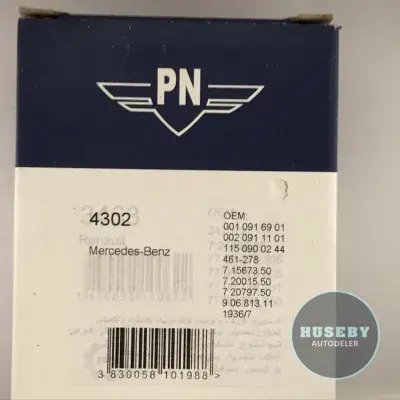 PN
4302
Mercedes-Benz
OEM:
001 091 69 01
002 091 11 01
115 090 02 44
461-278
7.15673.50
7.20015.50
7.20797.50
9 06.813.11
1936/7
3 830058 101988 >
HUSEBY
AUTODELER